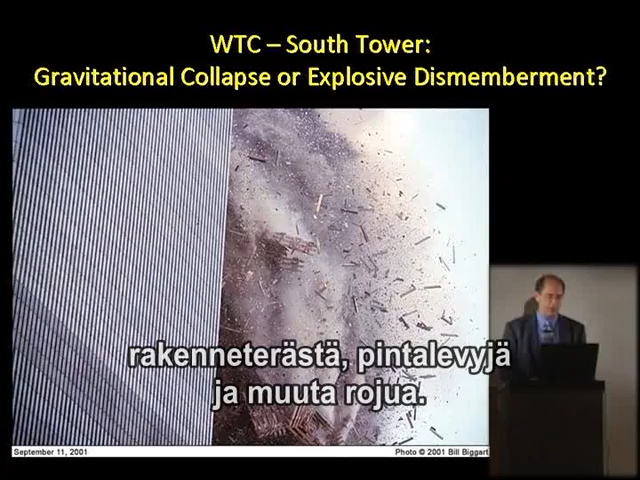 WTC – South Tower:
Gravitational Collapse or Explosive Dismemberment?
rakenneterästä, pintalevyjä
ja muuta rojua.
September 11, 2001
Photo © 2001 Bill Biggart